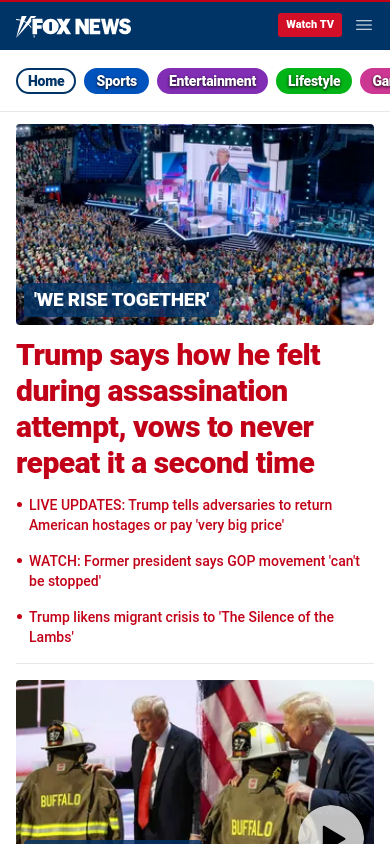 FOX NEWS
Watch TV
Home
Sports
Entertainment
Lifestyle
'WE RISE TOGETHER'
Trump says how he felt
during assassination
attempt, vows to never
repeat it a second time
• LIVE UPDATES: Trump tells adversaries to return
American hostages or pay 'very big price'
• WATCH: Former president says GOP movement 'can't
be stopped'
• Trump likens migrant crisis to 'The Silence of the
Lambs'
BUFFALO
BUFFALO